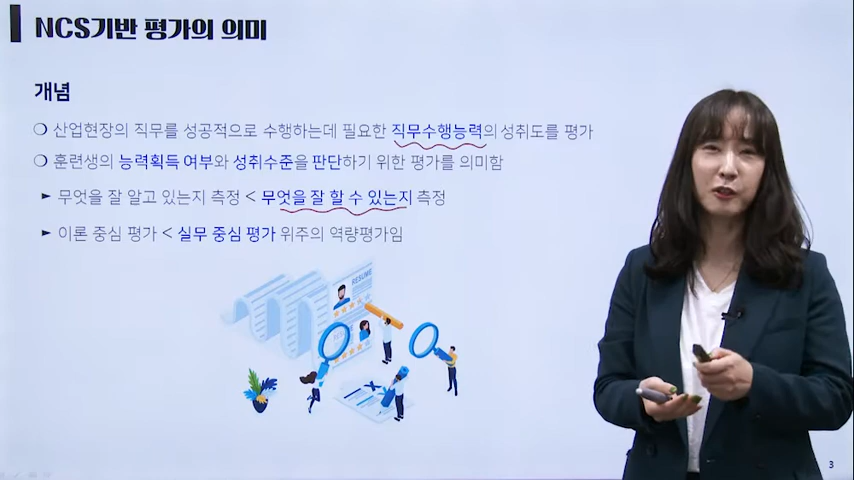 NCS기반 평가의 의미
개념
❍ 산업현장의 직무를 성공적으로 수행하는데 필요한 직무수행능력의 성취도를 평가
❍ 훈련생의 능력획득 여부와 성취수준을 판단하기 위한 평가를 의미함
► 무엇을 잘 알고 있는지 측정 < 무엇을 잘 할 수 있는지 측정
► 이론 중심 평가 < 실무 중심 평가 위주의 역량평가임
RESUME
3